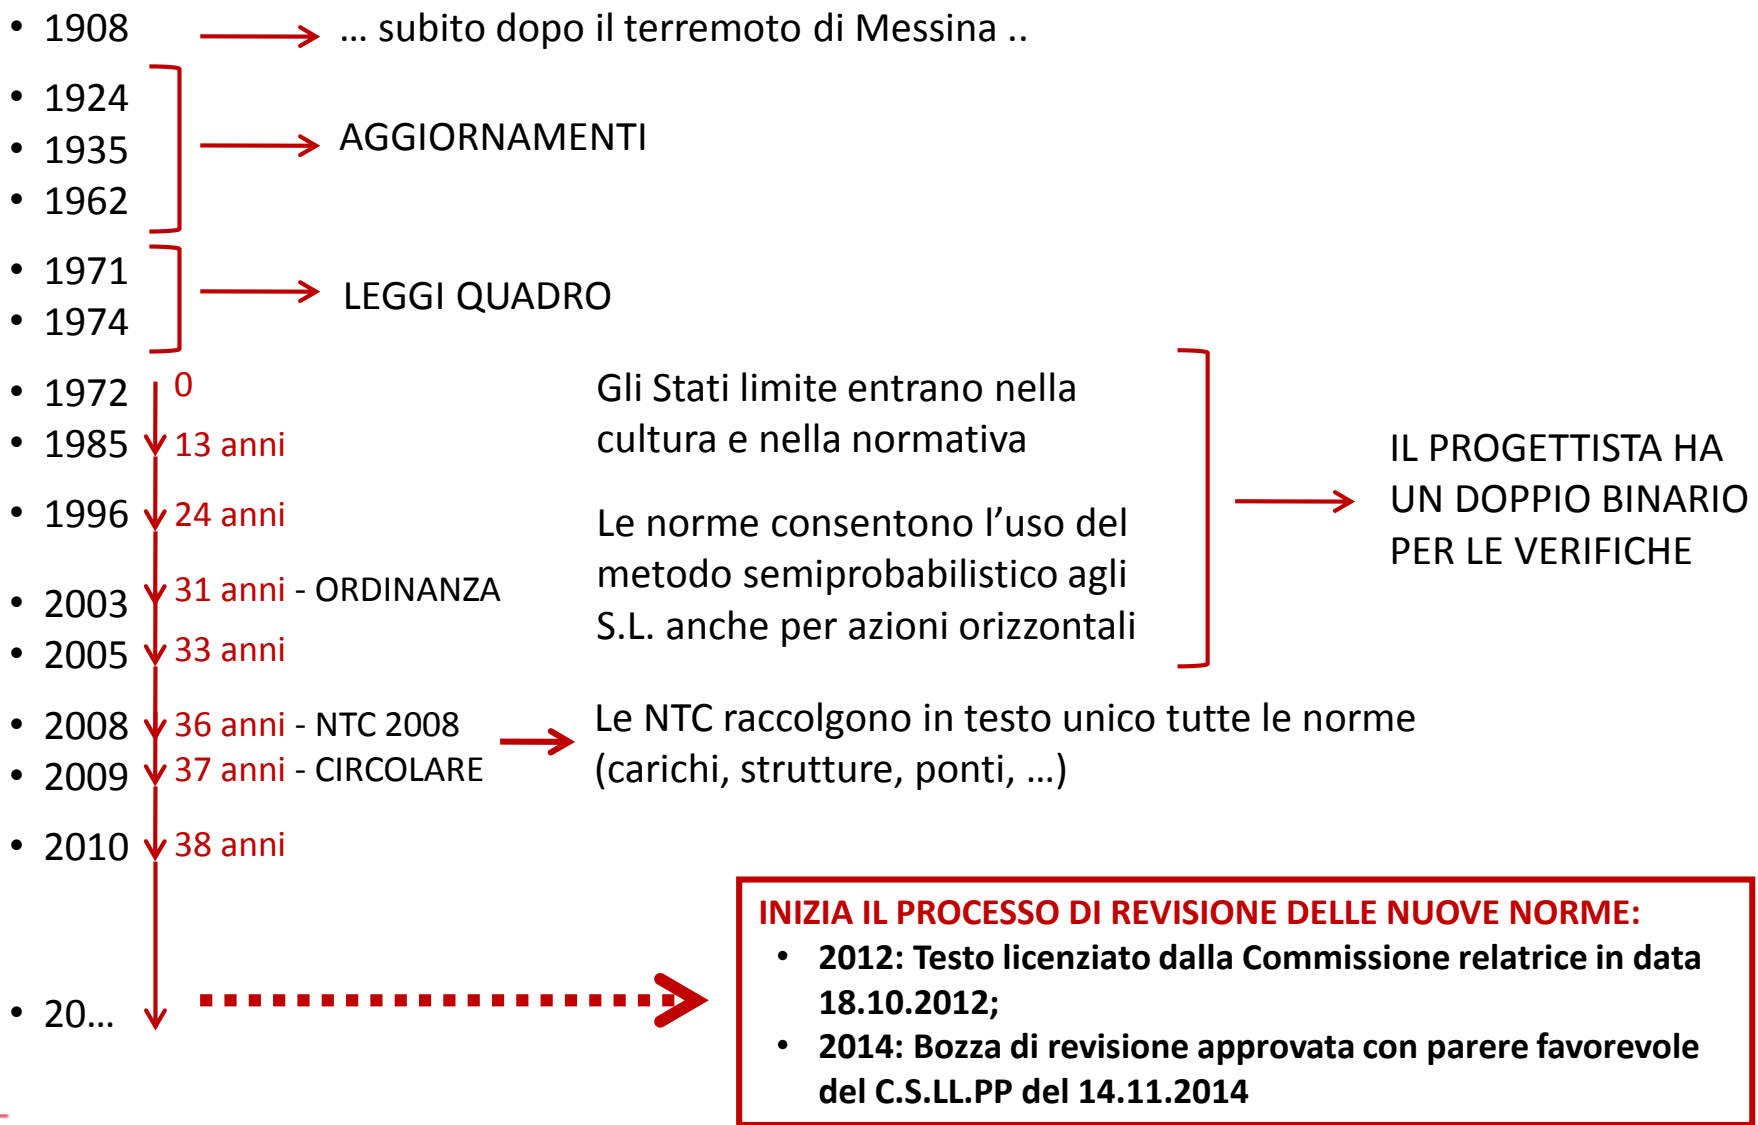 • 1908
… subito dopo il terremoto di Messina ..
• 1924
• 1935
• 1962
AGGIORNAMENTI
• 1971
• 1974
LEGGI QUADRO
• 1972 0
• 1985 13 anni
• 1996 24 anni
• 2003 31 anni - ORDINANZA
• 2005 33 anni
Gli Stati limite entrano nella
cultura e nella normativa
Le norme consentono l’uso del
metodo semiprobabilistico agli
S.L. anche per azioni orizzontali
IL PROGETTISTA HA
UN DOPPIO BINARIO
PER LE VERIFICHE
• 2008 36 anni - NTC 2008
• 2009 37 anni - CIRCOLARE
Le NTC raccolgono in testo unico tutte le norme
(carichi, strutture, ponti, …)
• 2010 38 anni
• 20…
INIZIA IL PROCESSO DI REVISIONE DELLE NUOVE NORME:
• 2012: Testo licenziato dalla Commissione relatrice in data
18.10.2012;
• 2014: Bozza di revisione approvata con parere favorevole
del C.S.LL.PP del 14.11.2014